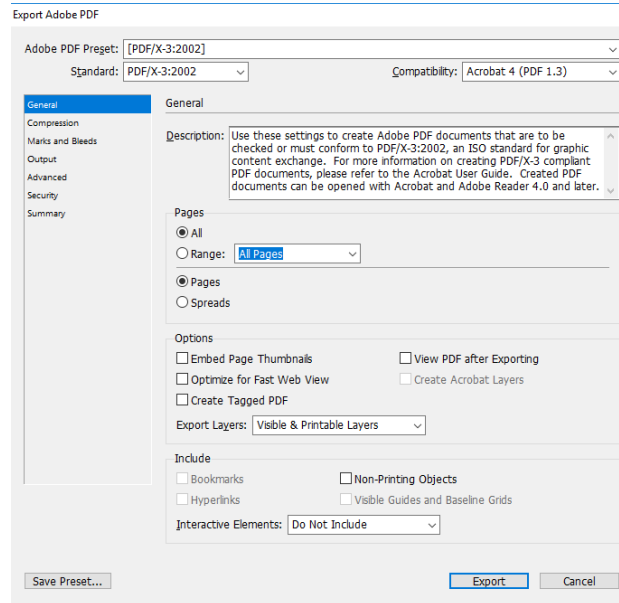 Export Adobe PDF
Adobe PDF Preset: [PDF/X-3:2002]
Standard: PDF/X-3:2002 Compatibility: Acrobat 4 (PDF 1.3)
General
Compression
Marks and Bleeds
Output
Advanced
Security
Summary
General
Description: Use these settings to create Adobe PDF documents that are to be
checked or must conform to PDF/X-3:2002, an ISO standard for graphic
content exchange.  For more information on creating PDF/X-3 compliant
PDF documents, please refer to the Acrobat User Guide.  Created PDF
documents can be opened with Acrobat and Adobe Reader 4.0 and later.
Pages
All
Range: All Pages
Pages
Spreads
Options
Embed Page Thumbnails View PDF after Exporting
Optimize for Fast Web View Create Acrobat Layers
Create Tagged PDF
Export Layers: Visible & Printable Layers
Include
Bookmarks Non-Printing Objects
Hyperlinks Visible Guides and Baseline Grids
Interactive Elements: Do Not Include
Save Preset... Export Cancel